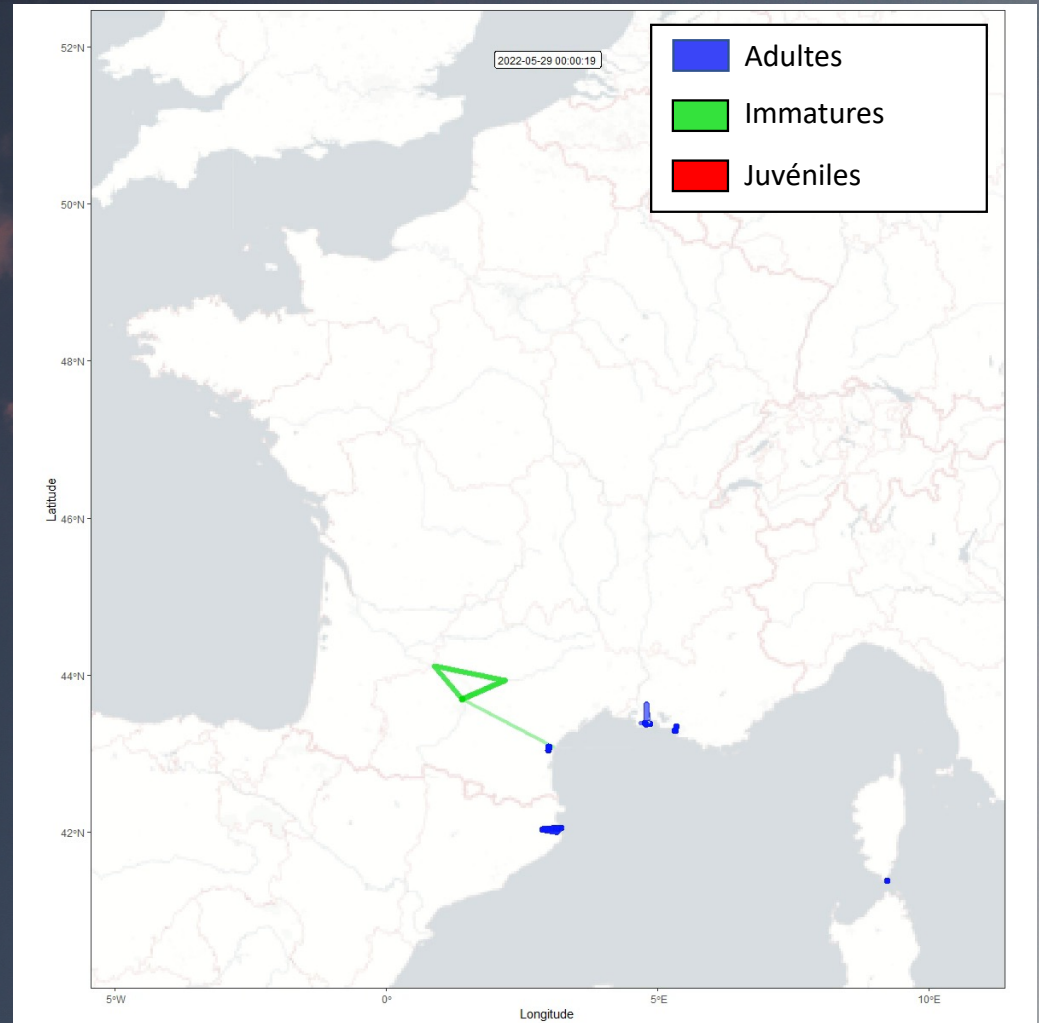 2022-05-29 00:00:19
Adultes
Immatures
Juvéniles
52°N
50°N
48°N
46°N
44°N
42°N
Latitude
5°W
0°
5°E
10°E
Longitude